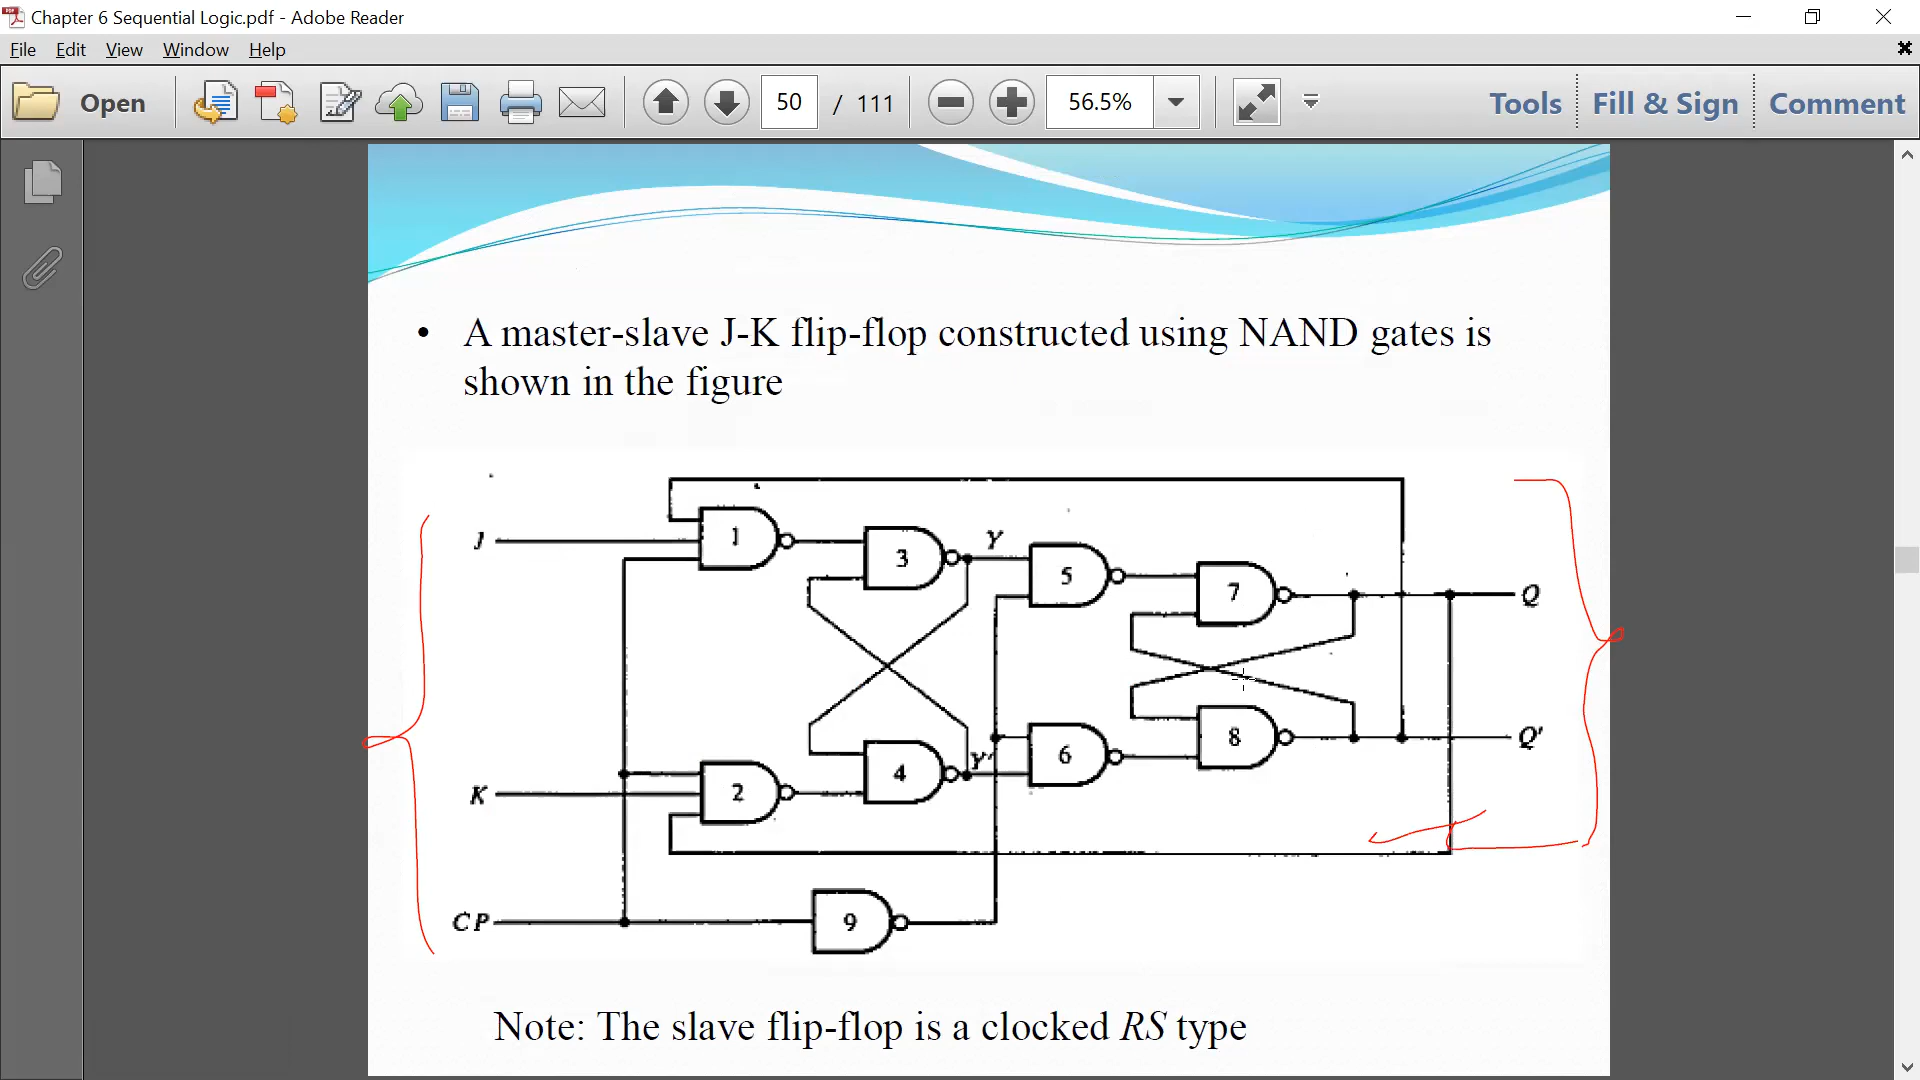 Chapter 6 Sequential Logic.pdf - Adobe Reader
File Edit View Window Help
Open 50 / 111 56.5% Tools Fill & Sign Comment
• A master-slave J-K flip-flop constructed using NAND gates is
shown in the figure
J 1 3 Y 5 7 Q
K 2 4 Y' 6 8 Q'
CP 9
Note: The slave flip-flop is a clocked RS type